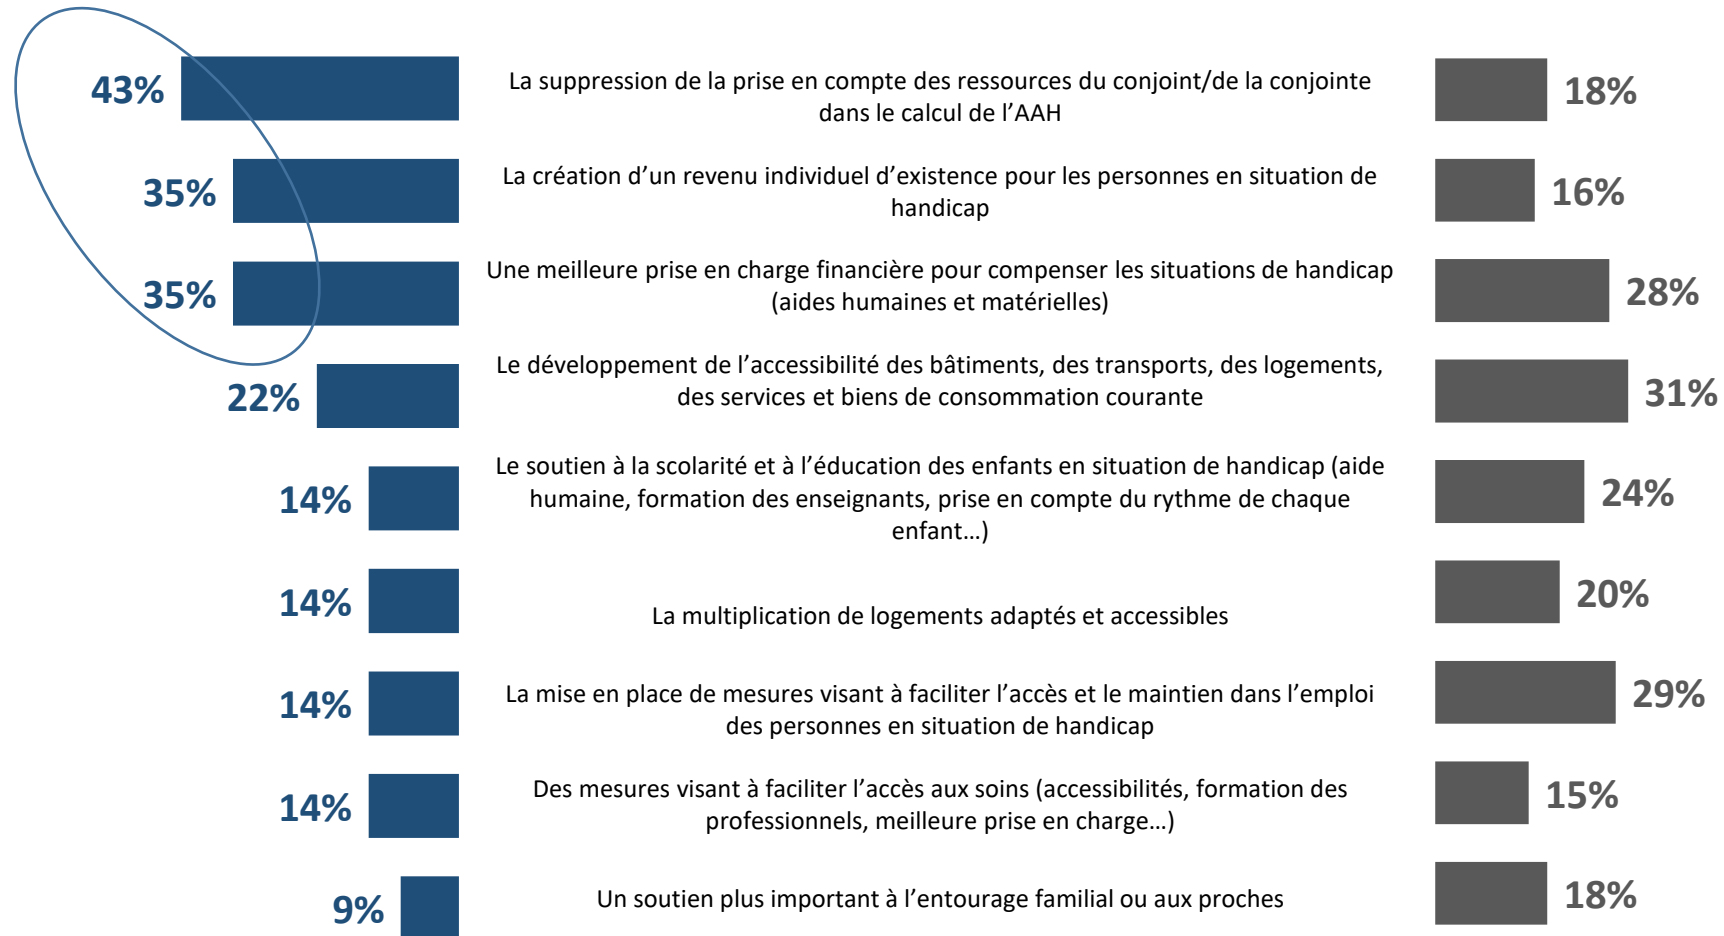 43%
La suppression de la prise en compte des ressources du conjoint/de la conjointe
dans le calcul de l’AAH
18%
35%
La création d’un revenu individuel d’existence pour les personnes en situation de
handicap
16%
35%
Une meilleure prise en charge financière pour compenser les situations de handicap
(aides humaines et matérielles)
28%
22%
Le développement de l’accessibilité des bâtiments, des transports, des logements,
des services et biens de consommation courante
31%
14%
Le soutien à la scolarité et à l’éducation des enfants en situation de handicap (aide
humaine, formation des enseignants, prise en compte du rythme de chaque
enfant…)
24%
14%
La multiplication de logements adaptés et accessibles
20%
14%
La mise en place de mesures visant à faciliter l’accès et le maintien dans l’emploi
des personnes en situation de handicap
29%
14%
Des mesures visant à faciliter l’accès aux soins (accessibilités, formation des
professionnels, meilleure prise en charge…)
15%
9%
Un soutien plus important à l’entourage familial ou aux proches
18%